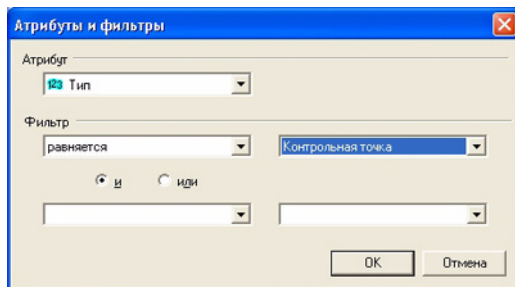 Атрибуты и фильтры
Атрибут
123 Тип
Фильтр
равняется Контрольная точка
и или
OK Отмена